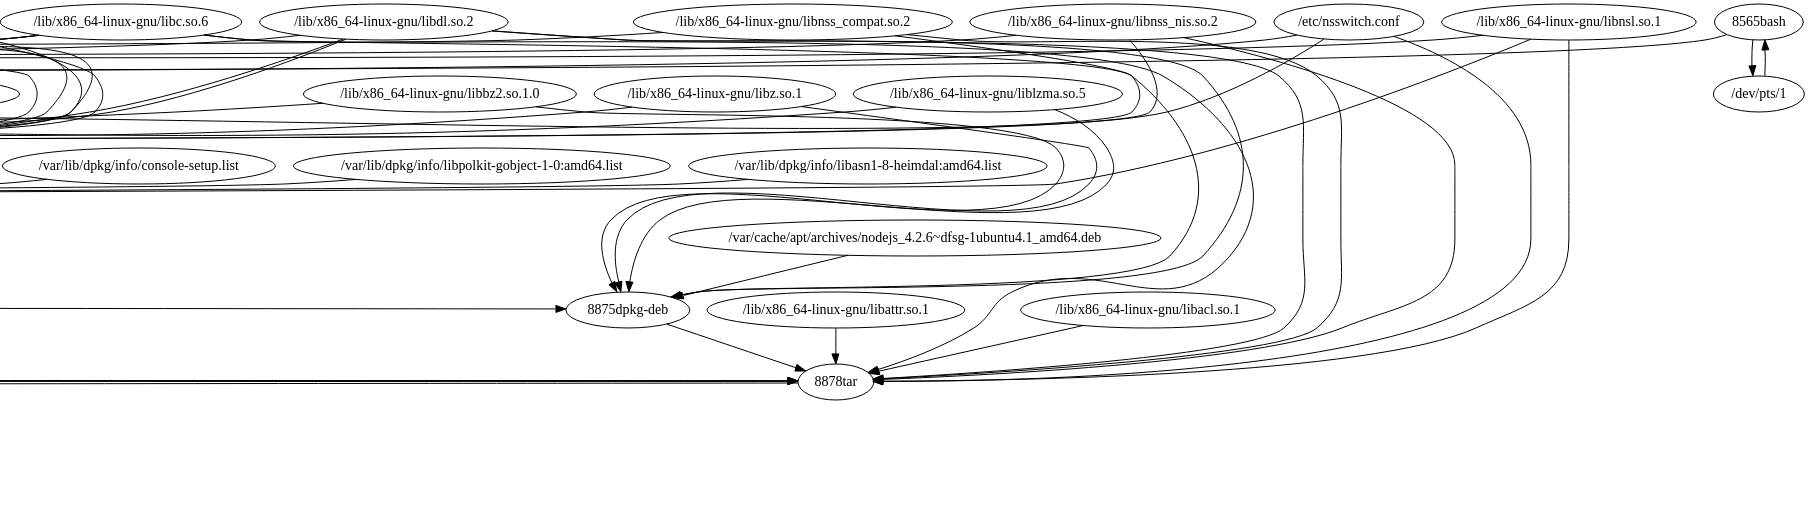 /lib/x86_64-linux-gnu/libc.so.6
/lib/x86_64-linux-gnu/libdl.so.2
/lib/x86_64-linux-gnu/libnss_compat.so.2
/lib/x86_64-linux-gnu/libnss_nis.so.2
/etc/nsswitch.conf
/lib/x86_64-linux-gnu/libnsl.so.1
8565bash
/lib/x86_64-linux-gnu/libbz2.so.1.0
/lib/x86_64-linux-gnu/libz.so.1
/lib/x86_64-linux-gnu/liblzma.so.5
/dev/pts/1
/var/lib/dpkg/info/console-setup.list
/var/lib/dpkg/info/libpolkit-gobject-1-0:amd64.list
/var/lib/dpkg/info/libasn1-8-heimdal:amd64.list
/var/cache/apt/archives/nodejs_4.2.6~dfsg-1ubuntu4.1_amd64.deb
8875dpkg-deb
/lib/x86_64-linux-gnu/libattr.so.1
/lib/x86_64-linux-gnu/libacl.so.1
8878tar